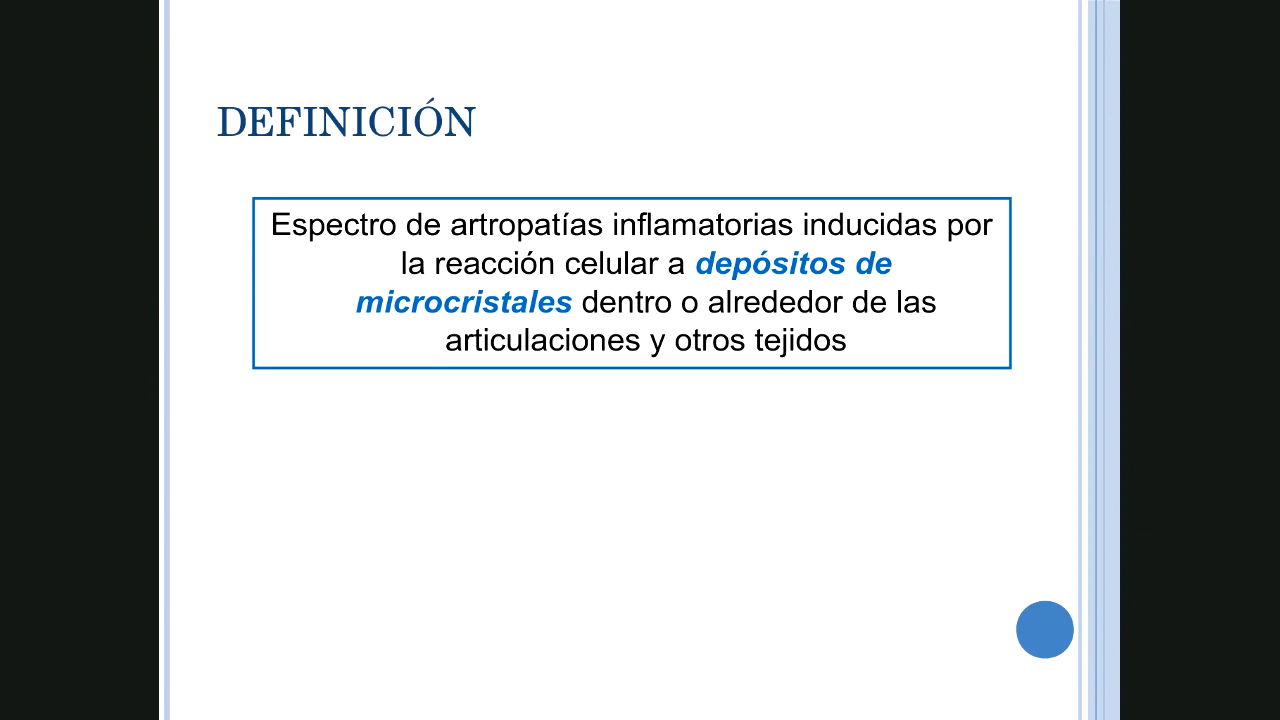 DEFINICIÓN
Espectro de artropatías inflamatorias inducidas por
la reacción celular a depósitos de
microcristales dentro o alrededor de las
articulaciones y otros tejidos